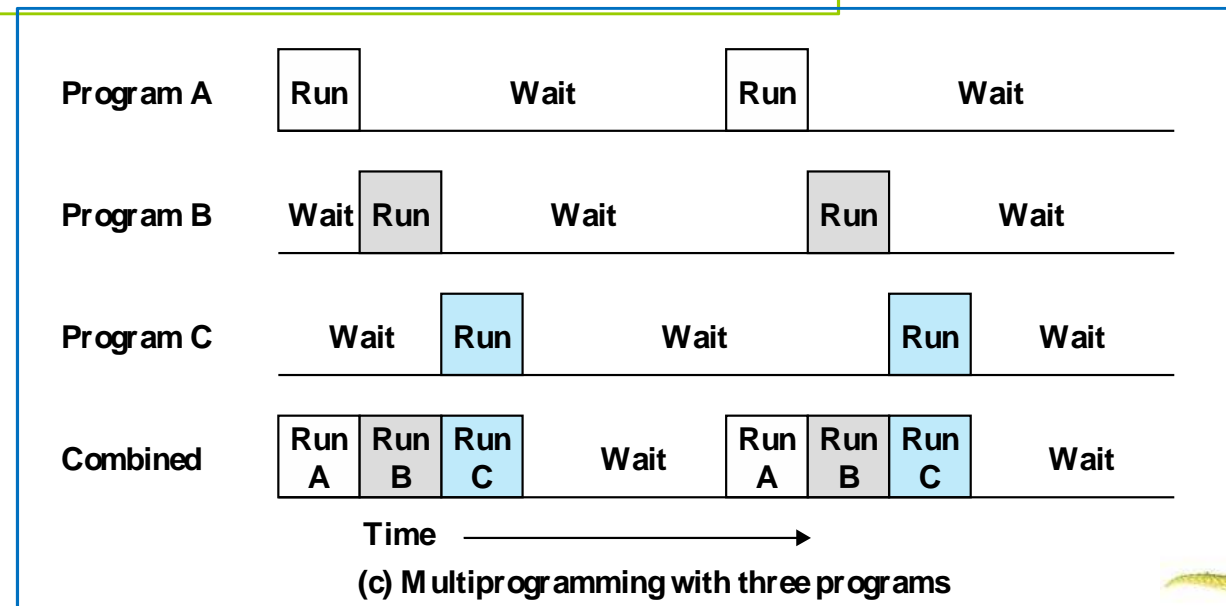 Program A Run Wait Run Wait
Program B Wait Run Wait Run Wait
Program C Wait Run Wait Run Wait
Combined Run A Run B Run C Wait Run A Run B Run C Wait
Time
(c) Multiprogramming with three programs